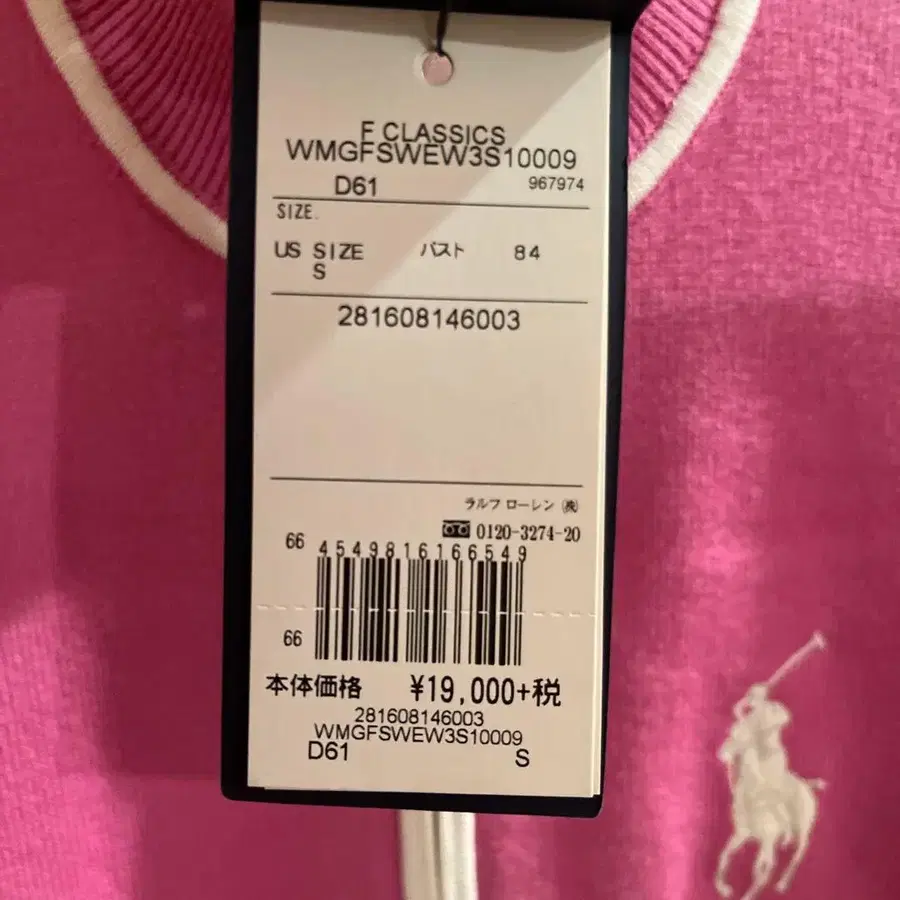 F CLASSICS
WMGFSWEW3S10009
D61 967974
SIZE.
US SIZE バスト 84
S
281608146003
ラルフ ローレン ㈱
0120-3274-20
66 4549816166549
66
本体価格 ¥19,000+税
281608146003
WMGFSWEW3S10009
D61 S